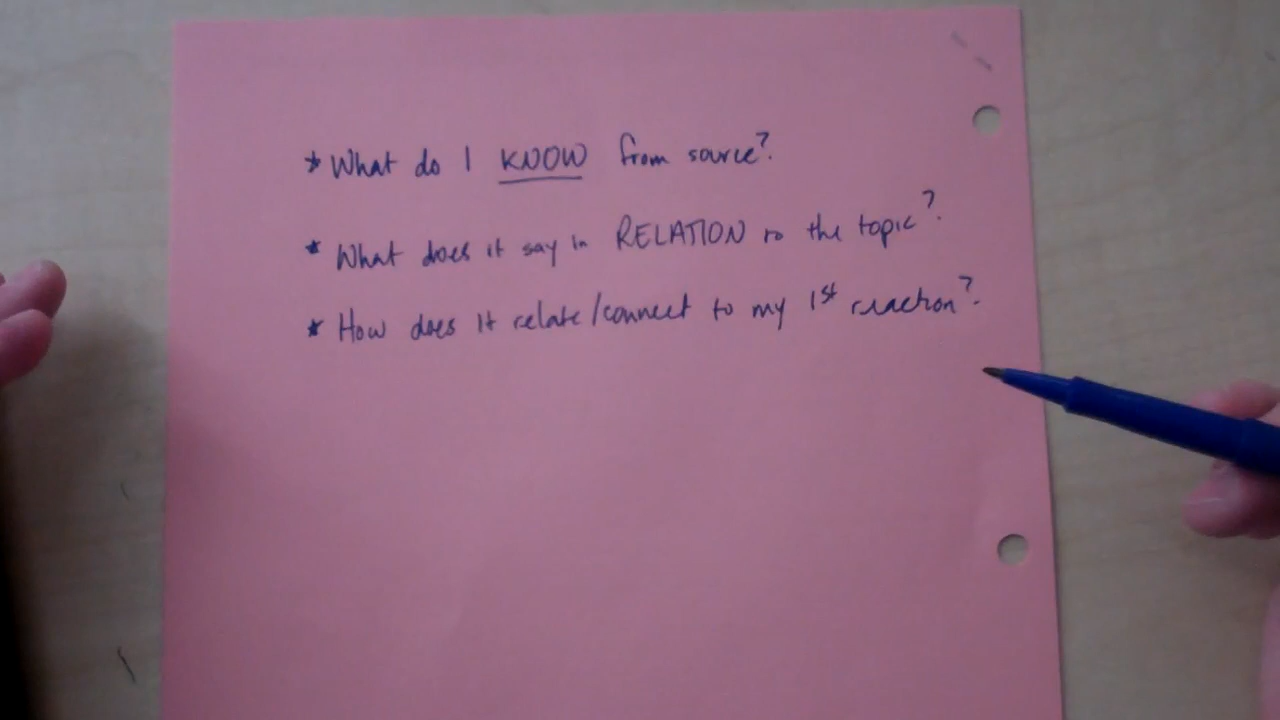 * What do I KNOW from source?
* What does it say in RELATION to the topic?
* How does it relate/connect to my 1st reaction?